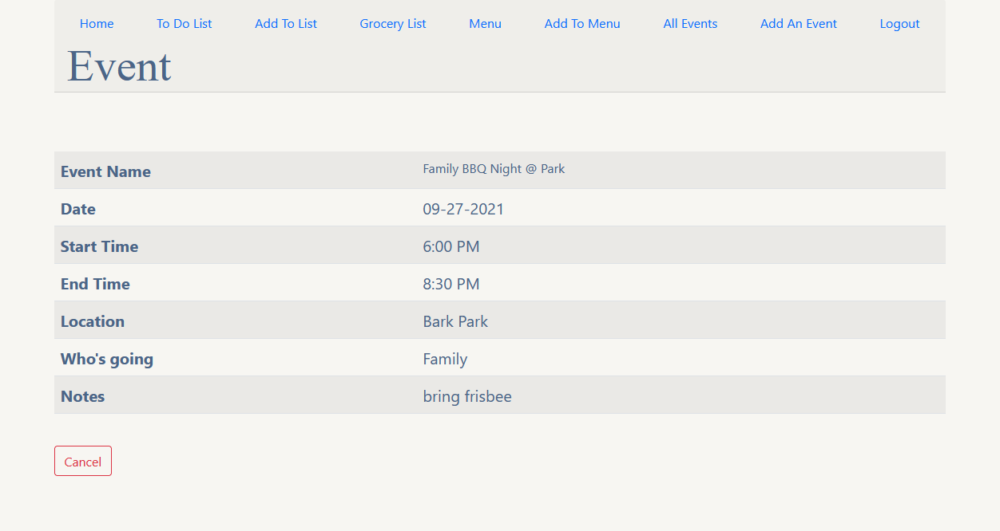 Home To Do List Add To List Grocery List Menu Add To Menu All Events Add An Event Logout
Event
Event Name Family BBQ Night @ Park
Date 09-27-2021
Start Time 6:00 PM
End Time 8:30 PM
Location Bark Park
Who's going Family
Notes bring frisbee
Cancel